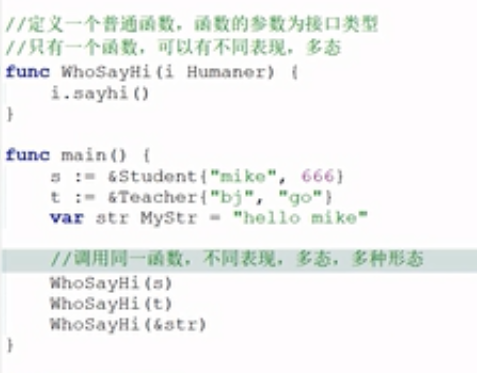 //定义一个普通函数，函数的参数为接口类型
//只有一个函数，可以有不同表现，多态
func WhoSayHi(i Humaner) {
    i.sayhi()
}
func main() {
    s := &Student{"mike", 666}
    t := &Teacher{"bj", "go"}
    var str MyStr = "hello mike"
    //调用同一函数，不同表现，多态，多种形态
    WhoSayHi(s)
    WhoSayHi(t)
    WhoSayHi(&str)
}